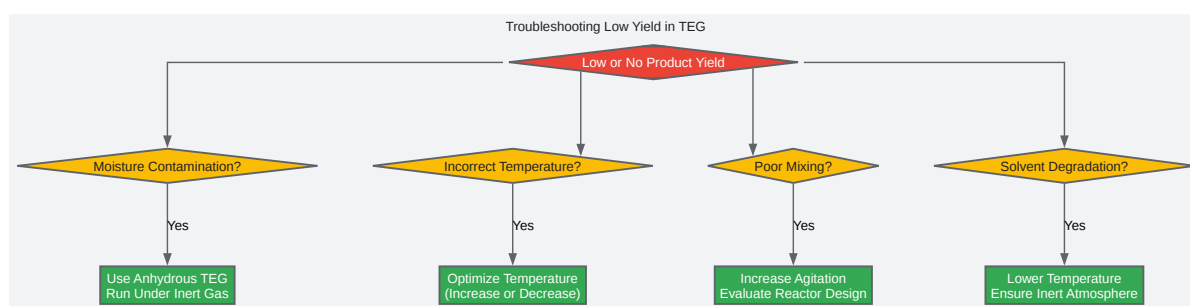 Troubleshooting Low Yield in TEG
Low or No Product Yield
Moisture Contamination?
Incorrect Temperature?
Poor Mixing?
Solvent Degradation?
Yes
Yes
Yes
Yes
Use Anhydrous TEG
Run Under Inert Gas
Optimize Temperature
(Increase or Decrease)
Increase Agitation
Evaluate Reactor Design
Lower Temperature
Ensure Inert Atmosphere